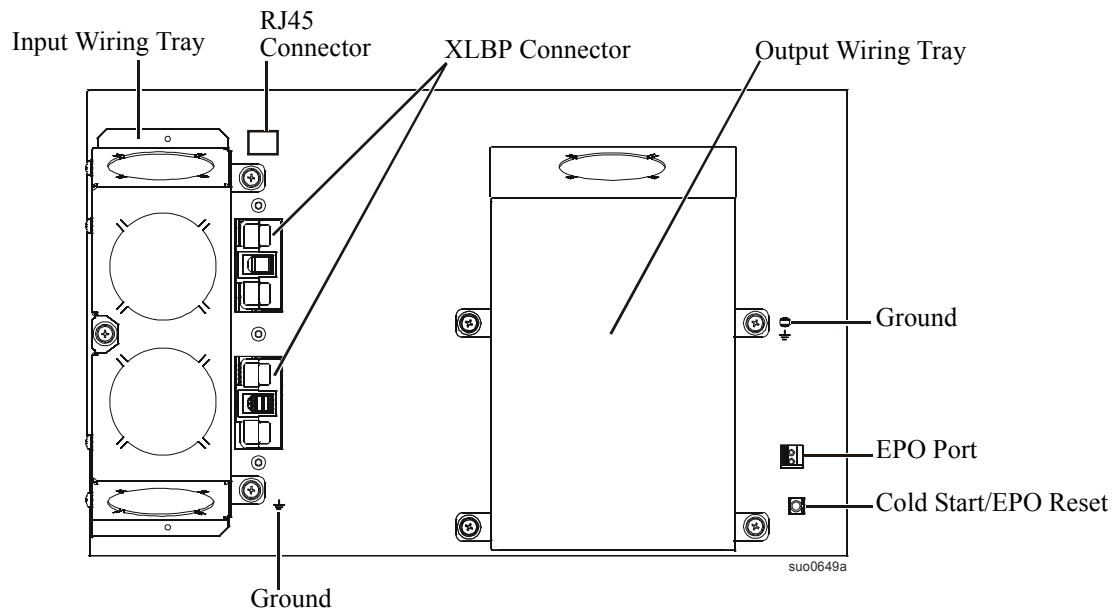 RJ45
Connector
Input Wiring Tray
XLBP Connector
Output Wiring Tray
Ground
EPO Port
Cold Start/EPO Reset
suo0649a
Ground